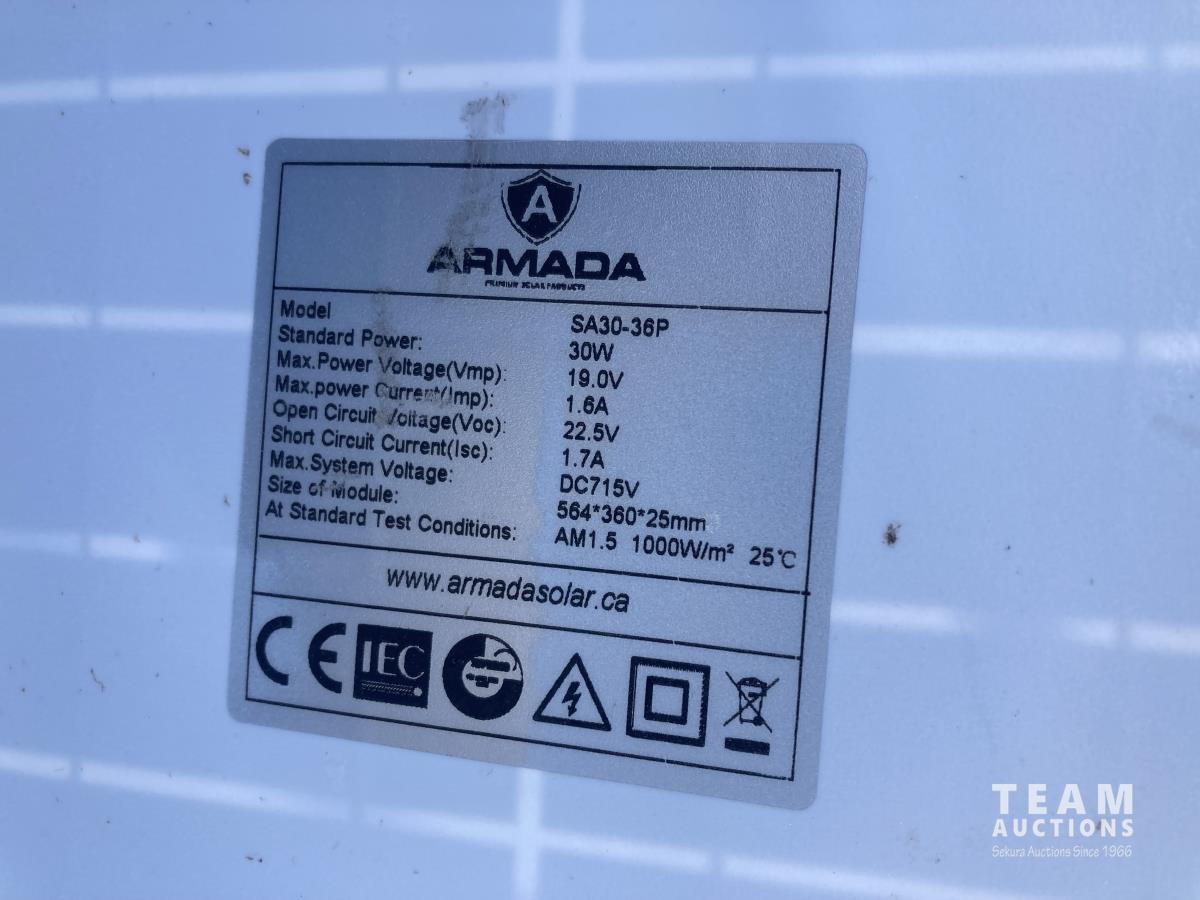 A
ARMADA
PREMIUM SOLAR PRODUCTS
Model SA30-36P
Standard Power: 30W
Max.Power Voltage(Vmp): 19.0V
Max.power Current(Imp): 1.6A
Open Circuit Voltage(Voc): 22.5V
Short Circuit Current(Isc): 1.7A
Max.System Voltage: DC715V
Size of Module: 564*360*25mm
At Standard Test Conditions: AM1.5 1000W/m² 25℃
www.armadasolar.ca
CE IEC
TEAM
AUCTIONS
Sekura Auctions Since 1966